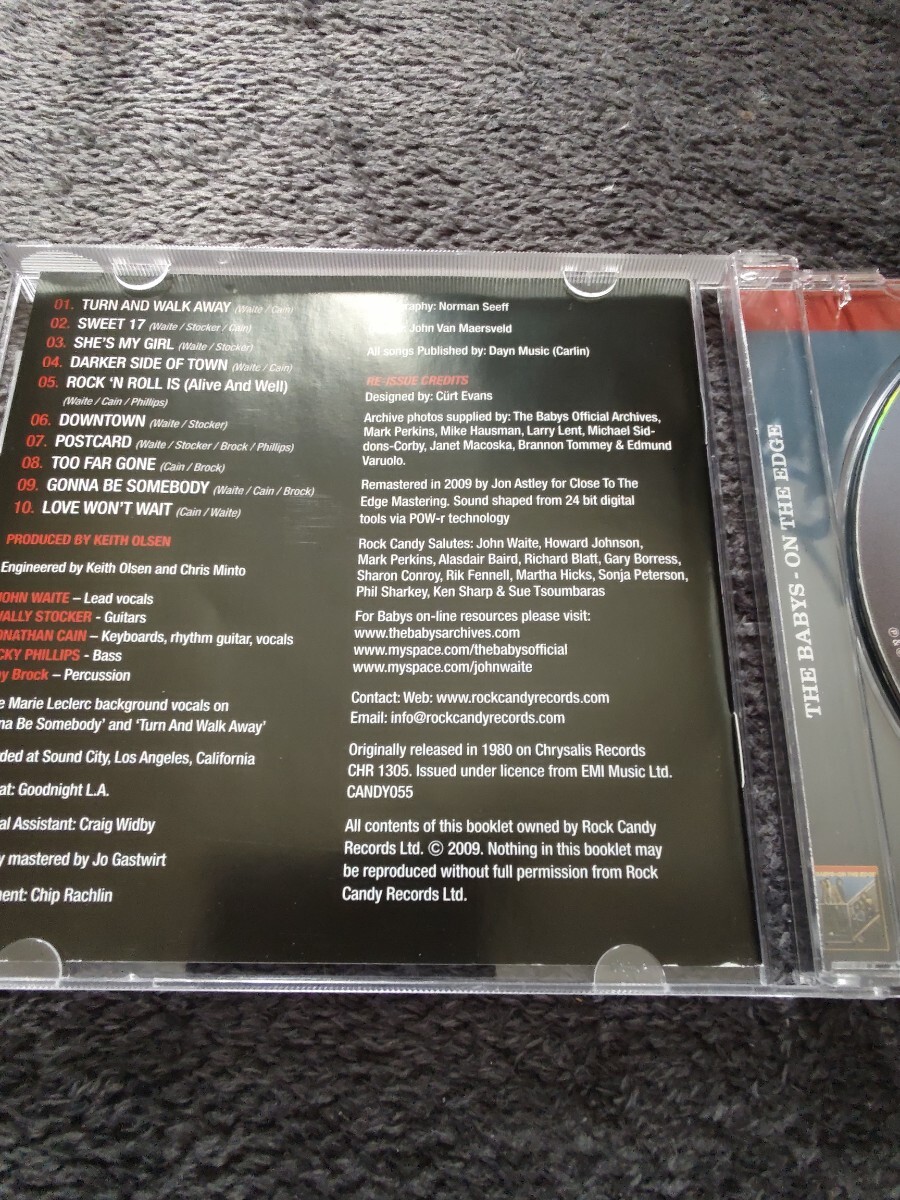 01. TURN AND WALK AWAY (Waite / Cain)
02. SWEET 17 (Waite / Stocker / Cain)
03. SHE'S MY GIRL (Waite / Stocker)
04. DARKER SIDE OF TOWN (Waite / Cain)
05. ROCK 'N ROLL IS (Alive And Well)
(Waite / Cain / Phillips)
06. DOWNTOWN (Waite / Stocker)
07. POSTCARD (Waite / Stocker / Brock / Phillips)
08. TOO FAR GONE (Cain / Brock)
09. GONNA BE SOMEBODY (Waite / Cain / Brock)
10. LOVE WON'T WAIT (Cain / Waite)
PRODUCED BY KEITH OLSEN
Engineered by Keith Olsen and Chris Minto
JOHN WAITE – Lead vocals
WALLY STOCKER - Guitars
ONATHAN CAIN – Keyboards, rhythm guitar, vocals
CKY PHILLIPS - Bass
ny Brock – Percussion
e Marie Leclerc background vocals on
na Be Somebody' and 'Turn And Walk Away'
ded at Sound City, Los Angeles, California
at: Goodnight L.A.
al Assistant: Craig Widby
y mastered by Jo Gastwirt
ent: Chip Rachlin
raphy: Norman Seeff
John Van Maersveld
All songs Published by: Dayn Music (Carlin)
RE-ISSUE CREDITS
Designed by: Cürt Evans
Archive photos supplied by: The Babys Official Archives,
Mark Perkins, Mike Hausman, Larry Lent, Michael Sid-
dons-Corby, Janet Macoska, Brannon Tommey & Edmund
Varuolo.
Remastered in 2009 by Jon Astley for Close To The
Edge Mastering. Sound shaped from 24 bit digital
tools via POW-r technology
Rock Candy Salutes: John Waite, Howard Johnson,
Mark Perkins, Alasdair Baird, Richard Blatt, Gary Borress,
Sharon Conroy, Rik Fennell, Martha Hicks, Sonja Peterson,
Phil Sharkey, Ken Sharp & Sue Tsoumbaras
For Babys on-line resources please visit:
www.thebabysarchives.com
www.myspace.com/thebabysofficial
www.myspace.com/johnwaite
Contact: Web: www.rockcandyrecords.com
Email: info@rockcandyrecords.com
Originally released in 1980 on Chrysalis Records
CHR 1305. Issued under licence from EMI Music Ltd.
CANDY055
All contents of this booklet owned by Rock Candy
Records Ltd. © 2009. Nothing in this booklet may
be reproduced without full permission from Rock
Candy Records Ltd.
THE BABYS - ON THE EDGE